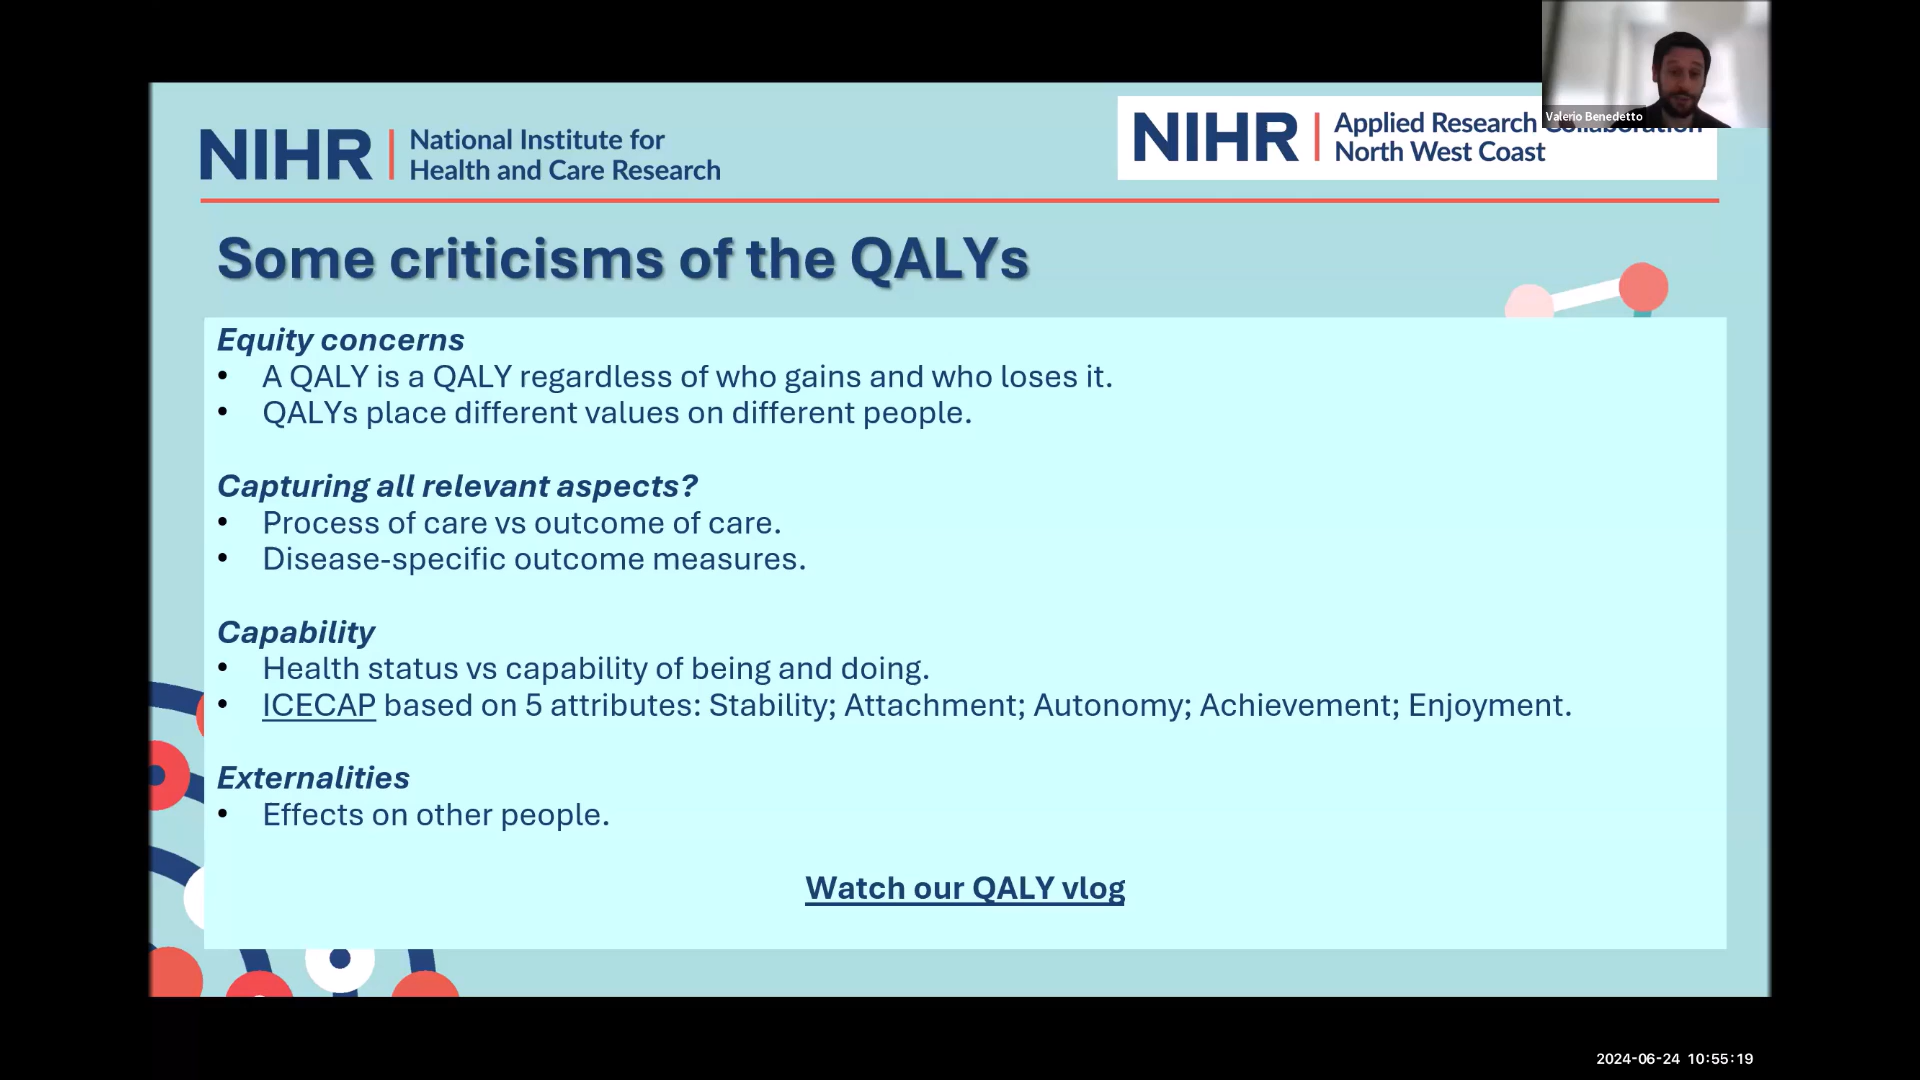 NIHR | National Institute for
Health and Care Research
NIHR | Applied Research Collaboration
North West Coast
Valerio Benedetto
Some criticisms of the QALYs
Equity concerns
• A QALY is a QALY regardless of who gains and who loses it.
• QALYs place different values on different people.
Capturing all relevant aspects?
• Process of care vs outcome of care.
• Disease-specific outcome measures.
Capability
• Health status vs capability of being and doing.
• ICECAP based on 5 attributes: Stability; Attachment; Autonomy; Achievement; Enjoyment.
Externalities
• Effects on other people.
Watch our QALY vlog
2024-06-24 10:55:19